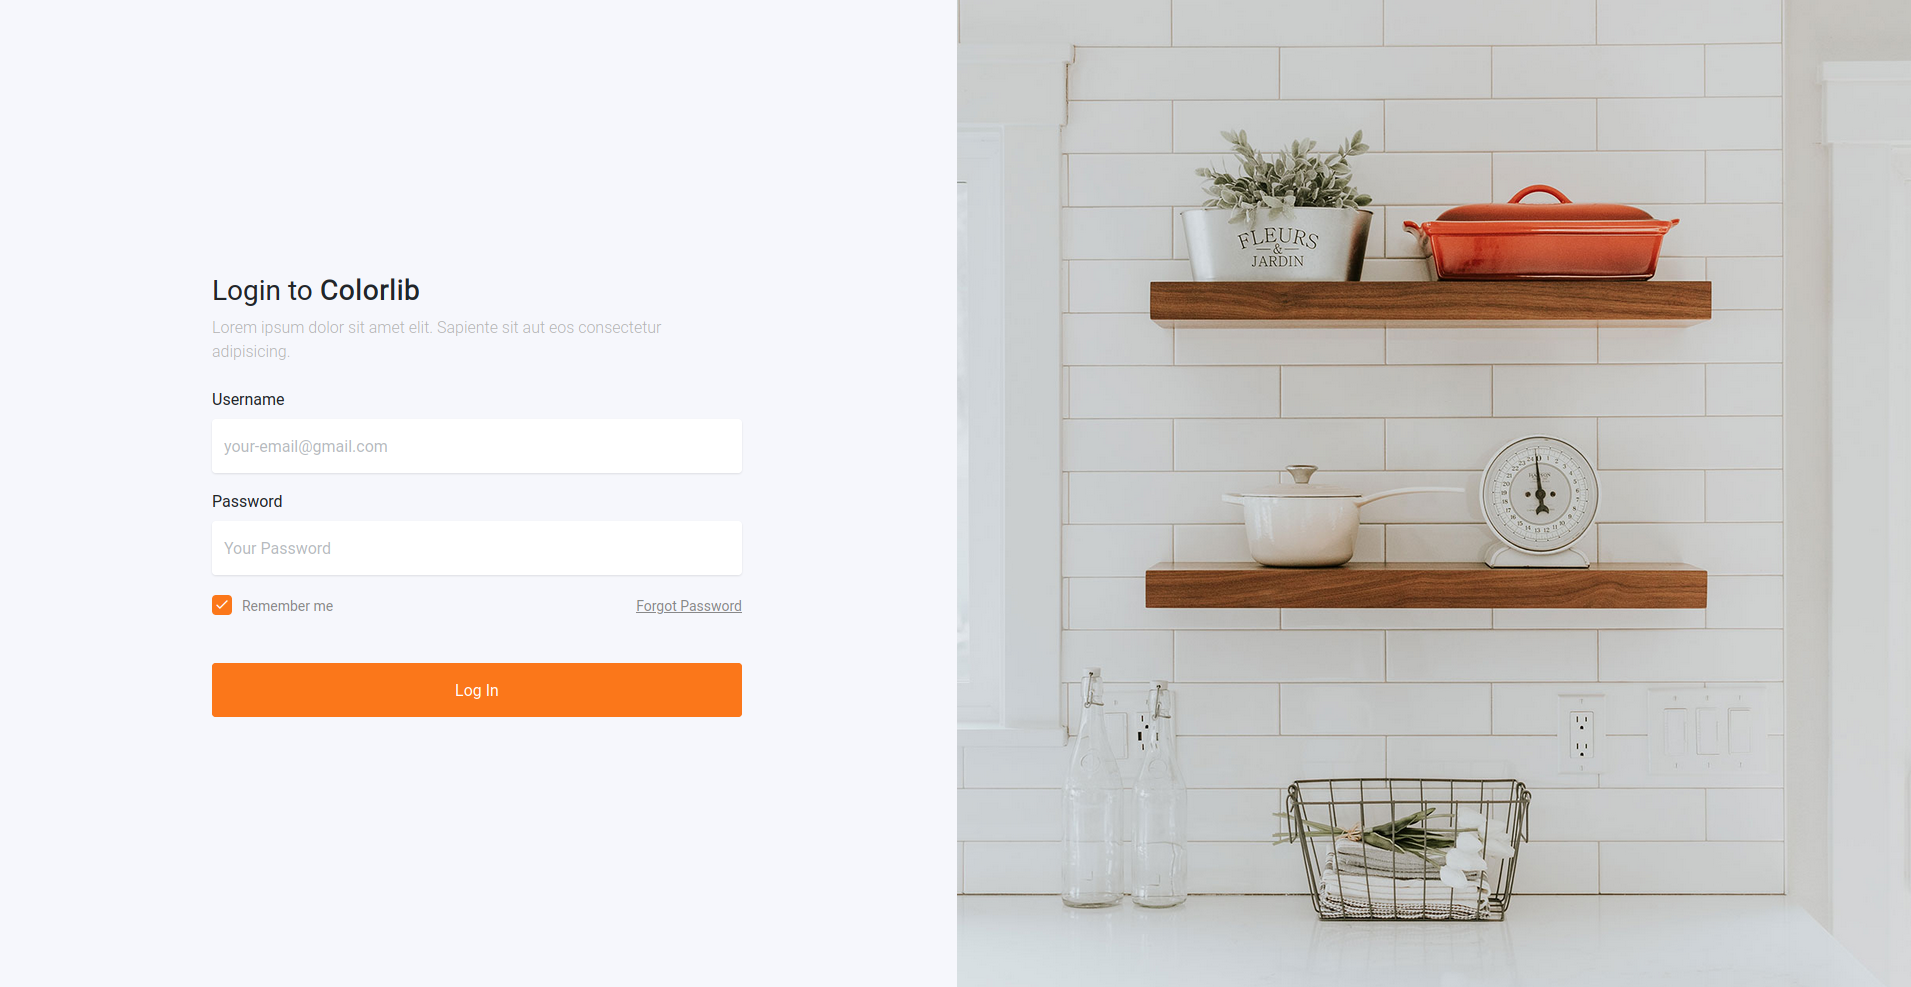 Login to Colorlib
Lorem ipsum dolor sit amet elit. Sapiente sit aut eos consectetur
adipisicing.
Username
your-email@gmail.com
Password
Your Password
Remember me
Forgot Password
Log In
FLEURS
&
JARDIN